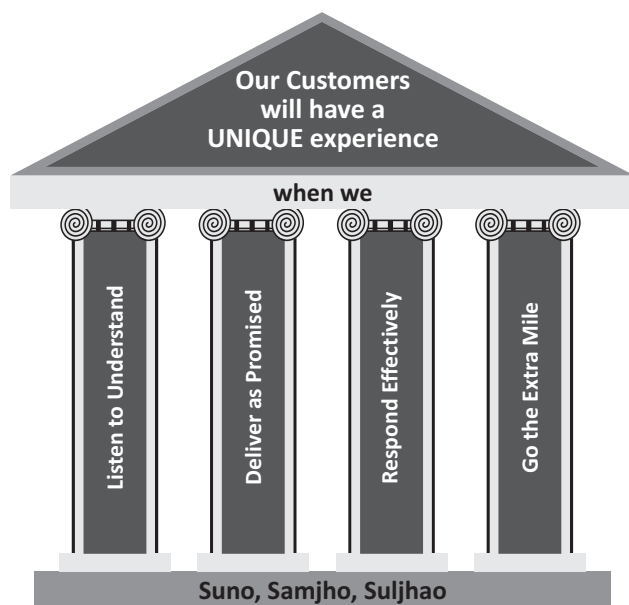 Our Customers
will have a
UNIQUE experience
when we
Listen to Understand
Deliver as Promised
Respond Effectively
Go the Extra Mile
Suno, Samjho, Suljhao